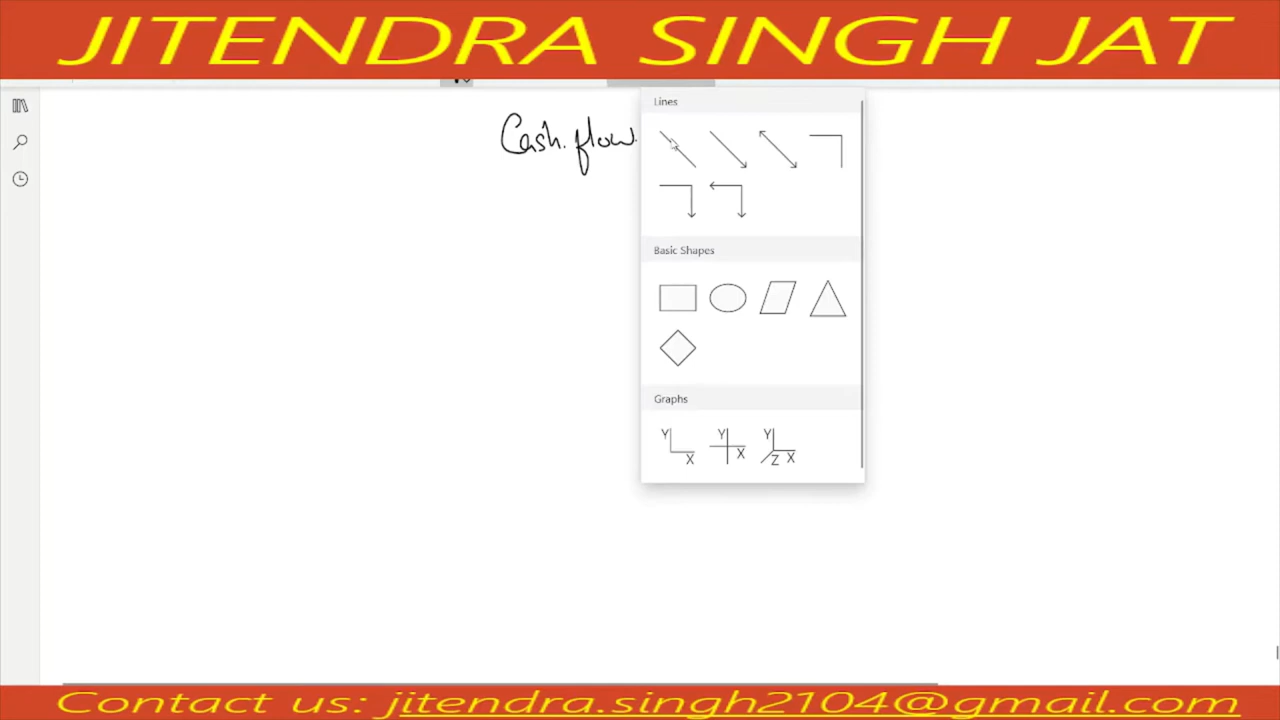 JITENDRA SINGH JAT
Cash. flow.
Lines
Basic Shapes
Graphs
Y
X
Y
X
Y
Z
X
Contact us: jitendra.singh2104@gmail.com